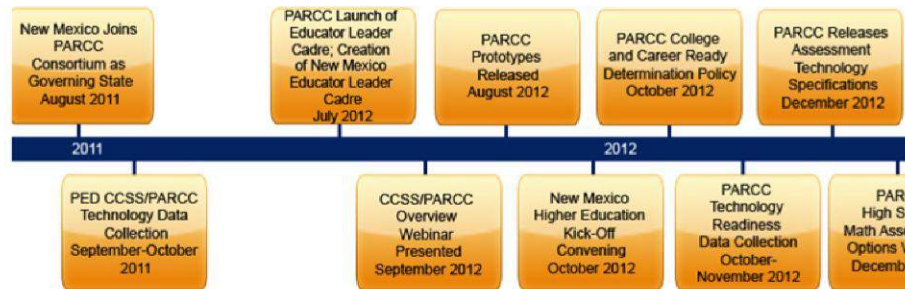 New Mexico Joins
PARCC
Consortium as
Governing State
August 2011
PARCC Launch of
Educator Leader
Cadre; Creation
of New Mexico
Educator Leader
Cadre
July 2012
PARCC
Prototypes
Released
August 2012
PARCC College
and Career Ready
Determination Policy
October 2012
PARCC Releases
Assessment
Technology
Specifications
December 2012
2011
2012
PED CCSS/PARCC
Technology Data
Collection
September-October
2011
CCSS/PARCC
Overview
Webinar
Presented
September 2012
New Mexico
Higher Education
Kick-Off
Convening
October 2012
PARCC
Technology
Readiness
Data Collection
October-
November 2012
High
Math
Options